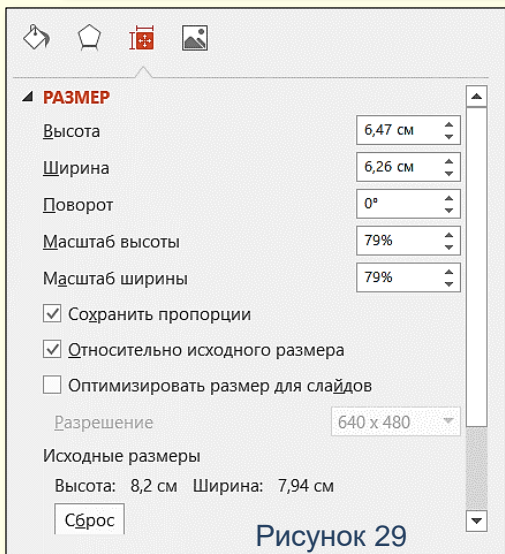 РАЗМЕР
Высота 6,47 см
Ширина 6,26 см
Поворот 0°
Масштаб высоты 79%
Масштаб ширины 79%
Сохранить пропорции
Относительно исходного размера
Оптимизировать размер для слайдов
Разрешение 640 x 480
Исходные размеры
Высота: 8,2 см Ширина: 7,94 см
Сброс
Рисунок 29